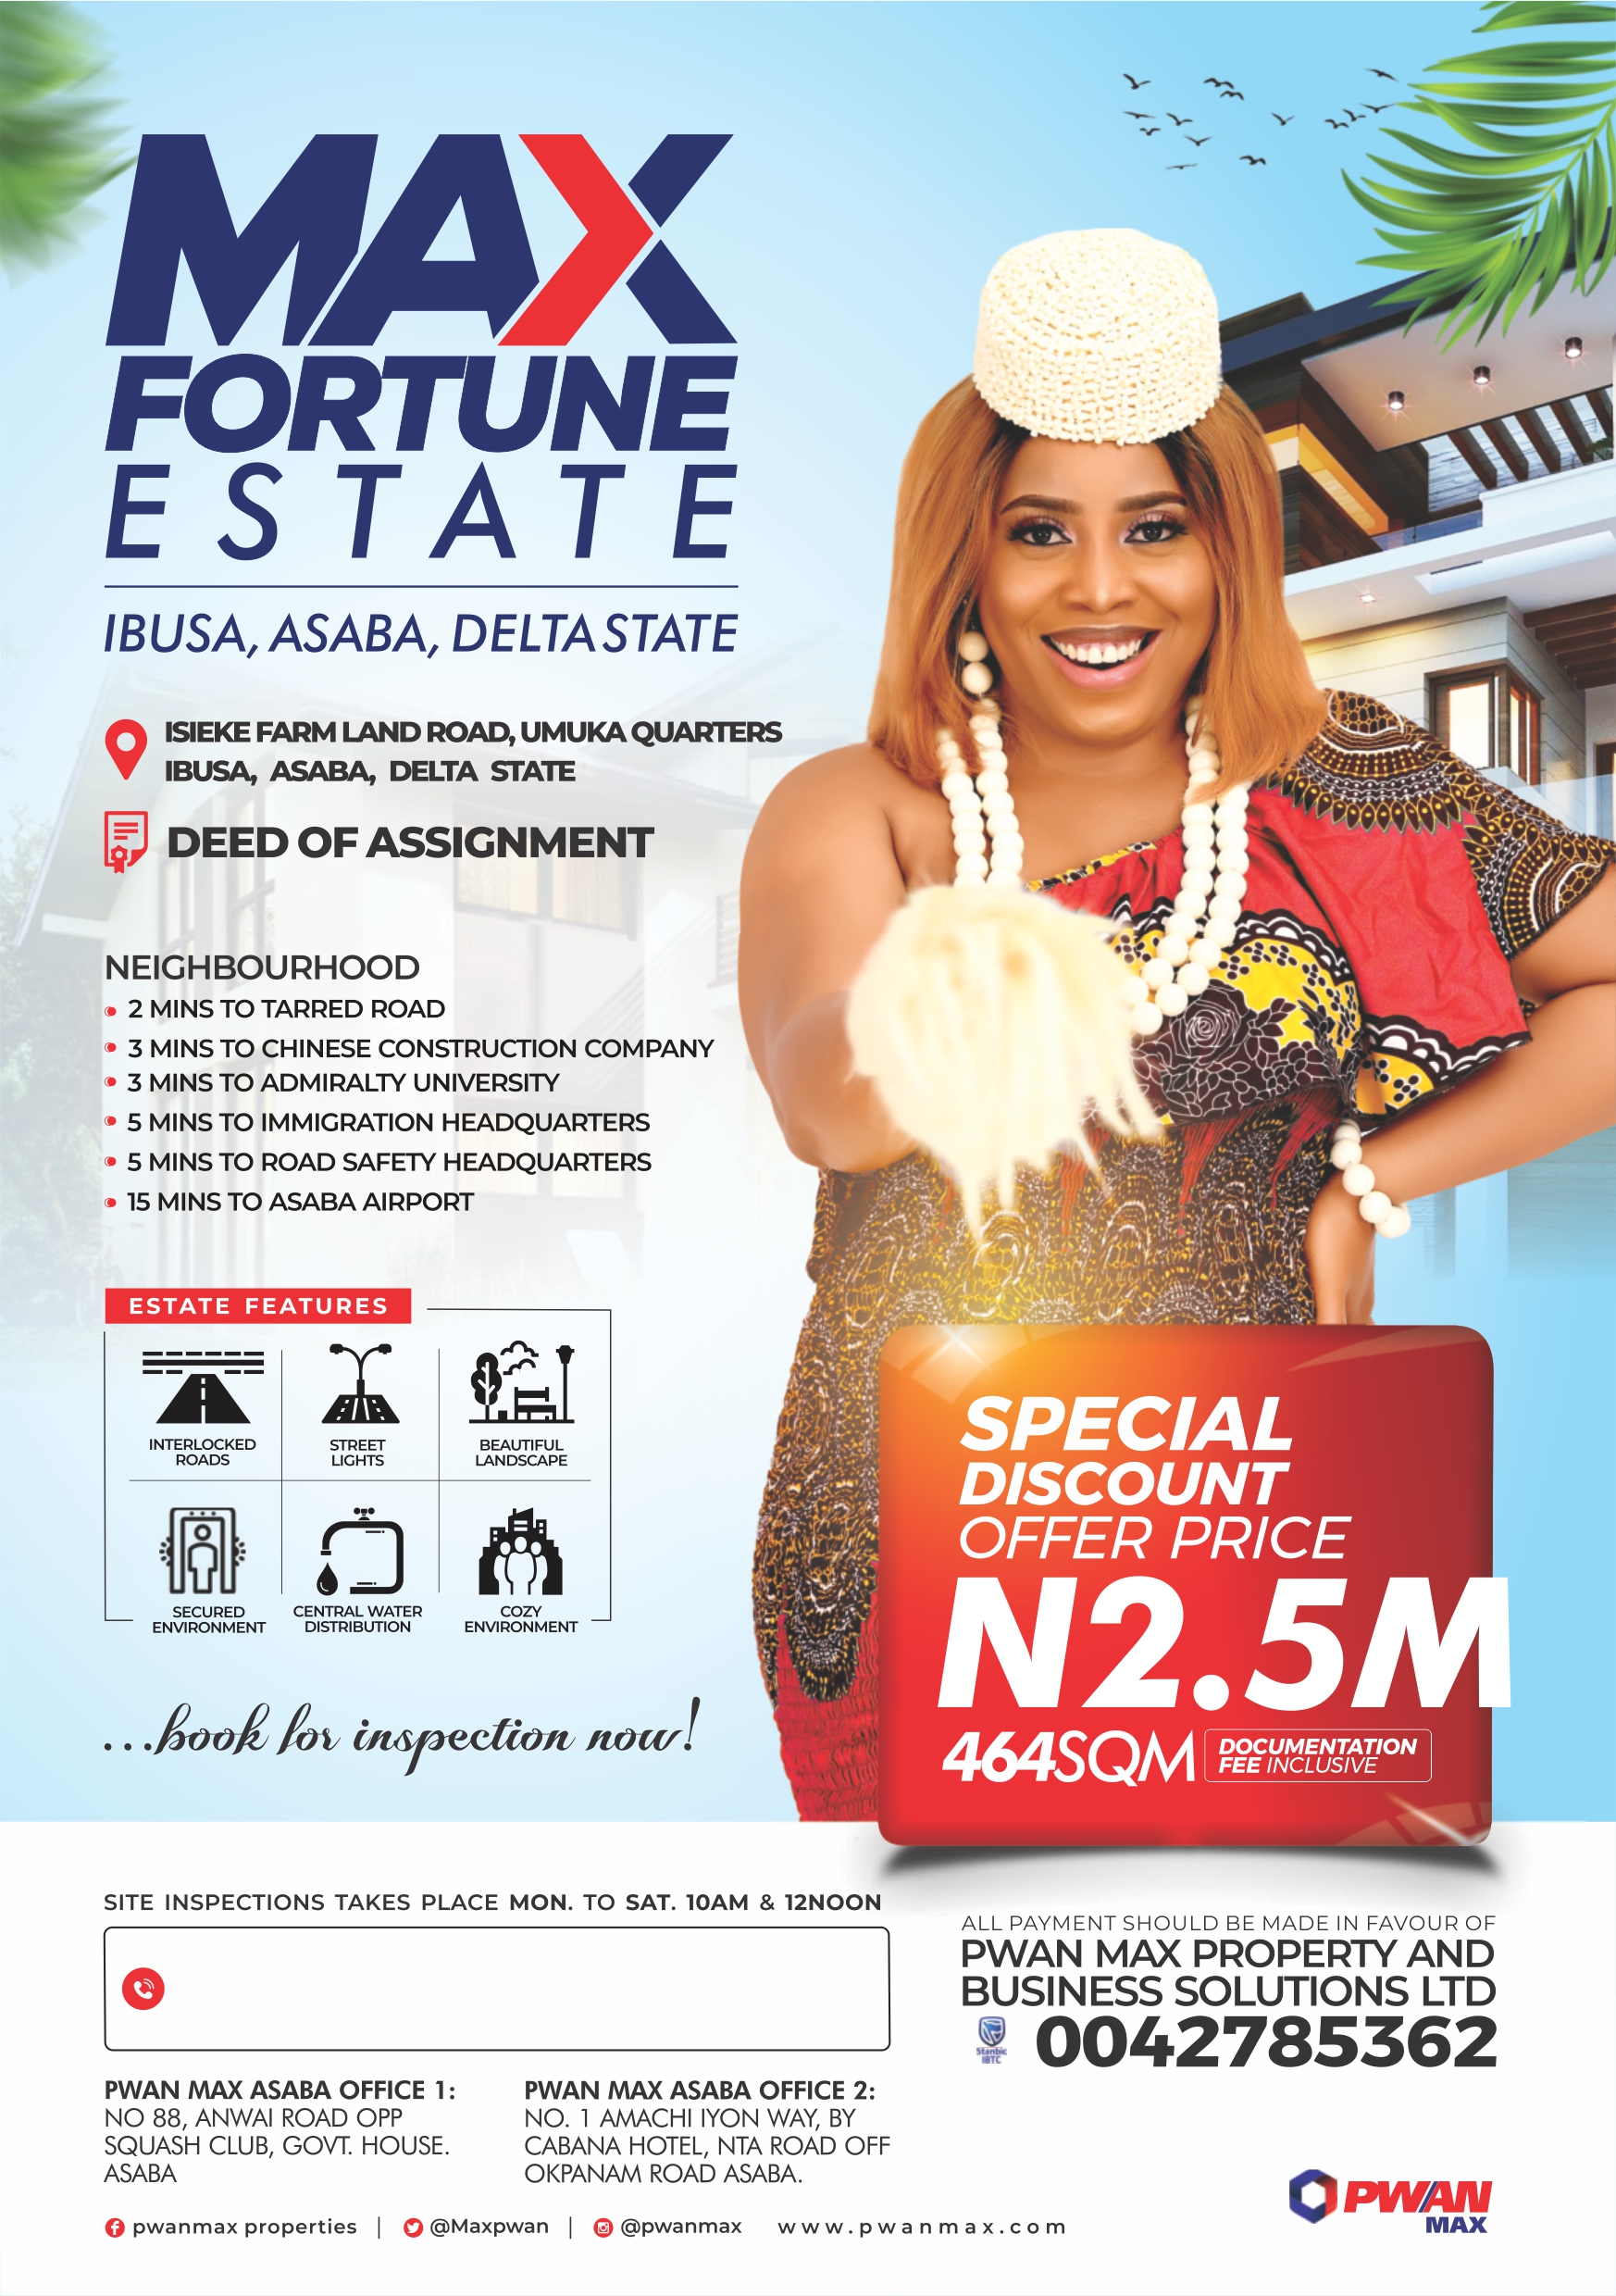 MAX
FORTUNE
ESTATE
IBUSA, ASABA, DELTA STATE
ISIEKE FARM LAND ROAD, UMUKA QUARTERS
IBUSA, ASABA, DELTA STATE
DEED OF ASSIGNMENT
NEIGHBOURHOOD
2 MINS TO TARRED ROAD
3 MINS TO CHINESE CONSTRUCTION COMPANY
3 MINS TO ADMIRALTY UNIVERSITY
5 MINS TO IMMIGRATION HEADQUARTERS
5 MINS TO ROAD SAFETY HEADQUARTERS
15 MINS TO ASABA AIRPORT
ESTATE FEATURES
INTERLOCKED
ROADS
STREET
LIGHTS
BEAUTIFUL
LANDSCAPE
SECURED
ENVIRONMENT
CENTRAL WATER
DISTRIBUTION
COZY
ENVIRONMENT
...book for inspection now!
SPECIAL
DISCOUNT
OFFER PRICE
N2.5M
464SQM
DOCUMENTATION
FEE INCLUSIVE
SITE INSPECTIONS TAKES PLACE MON. TO SAT. 10AM & 12NOON
ALL PAYMENT SHOULD BE MADE IN FAVOUR OF
PWAN MAX PROPERTY AND
BUSINESS SOLUTIONS LTD
Stanbic
IBTC
0042785362
PWAN MAX ASABA OFFICE 1:
NO 88, ANWAI ROAD OPP
SQUASH CLUB, GOVT. HOUSE.
ASABA
PWAN MAX ASABA OFFICE 2:
NO. 1 AMACHI IYON WAY, BY
CABANA HOTEL, NTA ROAD OFF
OKPANAM ROAD ASABA.
pwanmax properties | @Maxpwan | @pwanmax www.pwanmax.com
PWAN
MAX